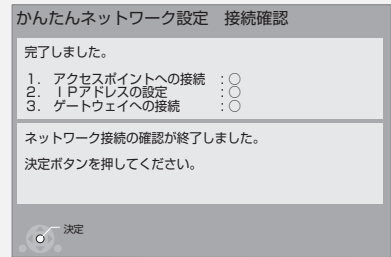 かんたんネットワーク設定　接続確認
完了しました。
1.　アクセスポイントへの接続　:○
2.　ＩＰアドレスの設定　:○
3.　ゲートウェイへの接続　:○
ネットワーク接続の確認が終了しました。
決定ボタンを押してください。
決定